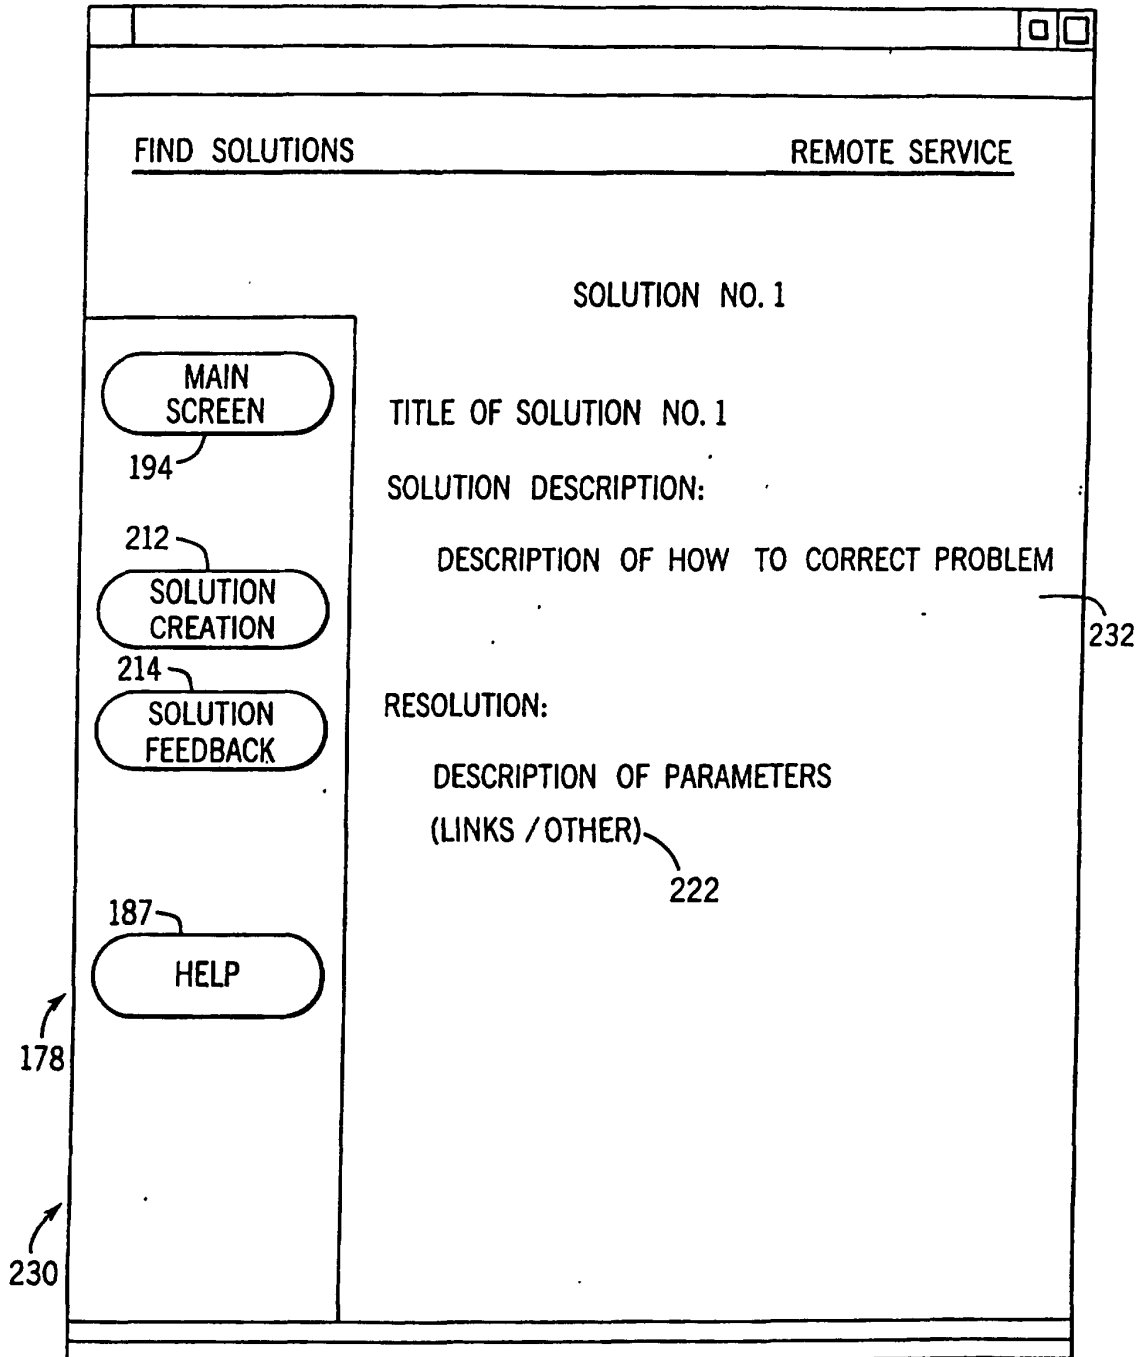 FIND SOLUTIONS
REMOTE SERVICE
SOLUTION NO. 1
MAIN
SCREEN
194
212
SOLUTION
CREATION
214
SOLUTION
FEEDBACK
187
HELP
178
230
TITLE OF SOLUTION NO. 1
SOLUTION DESCRIPTION:
DESCRIPTION OF HOW TO CORRECT PROBLEM
232
RESOLUTION:
DESCRIPTION OF PARAMETERS
(LINKS / OTHER)
222